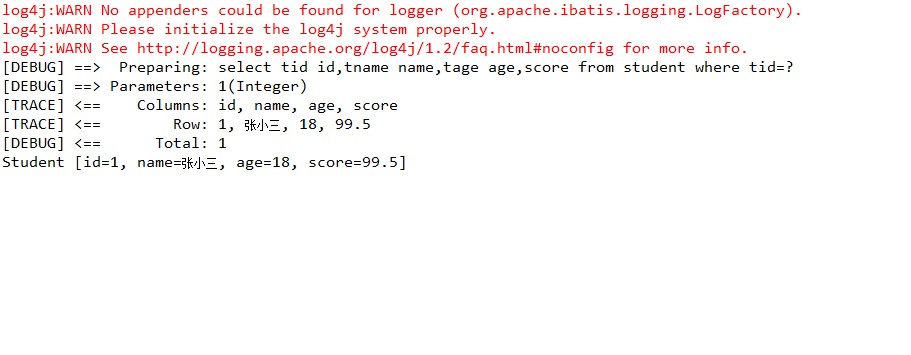 log4j:WARN No appenders could be found for logger (org.apache.ibatis.logging.LogFactory).
log4j:WARN Please initialize the log4j system properly.
log4j:WARN See http://logging.apache.org/log4j/1.2/faq.html#noconfig for more info.
[DEBUG] ==>  Preparing: select tid id,tname name,tage age,score from student where tid=?
[DEBUG] ==> Parameters: 1(Integer)
[TRACE] <==    Columns: id, name, age, score
[TRACE] <==        Row: 1, 张小三, 18, 99.5
[DEBUG] <==      Total: 1
Student [id=1, name=张小三, age=18, score=99.5]